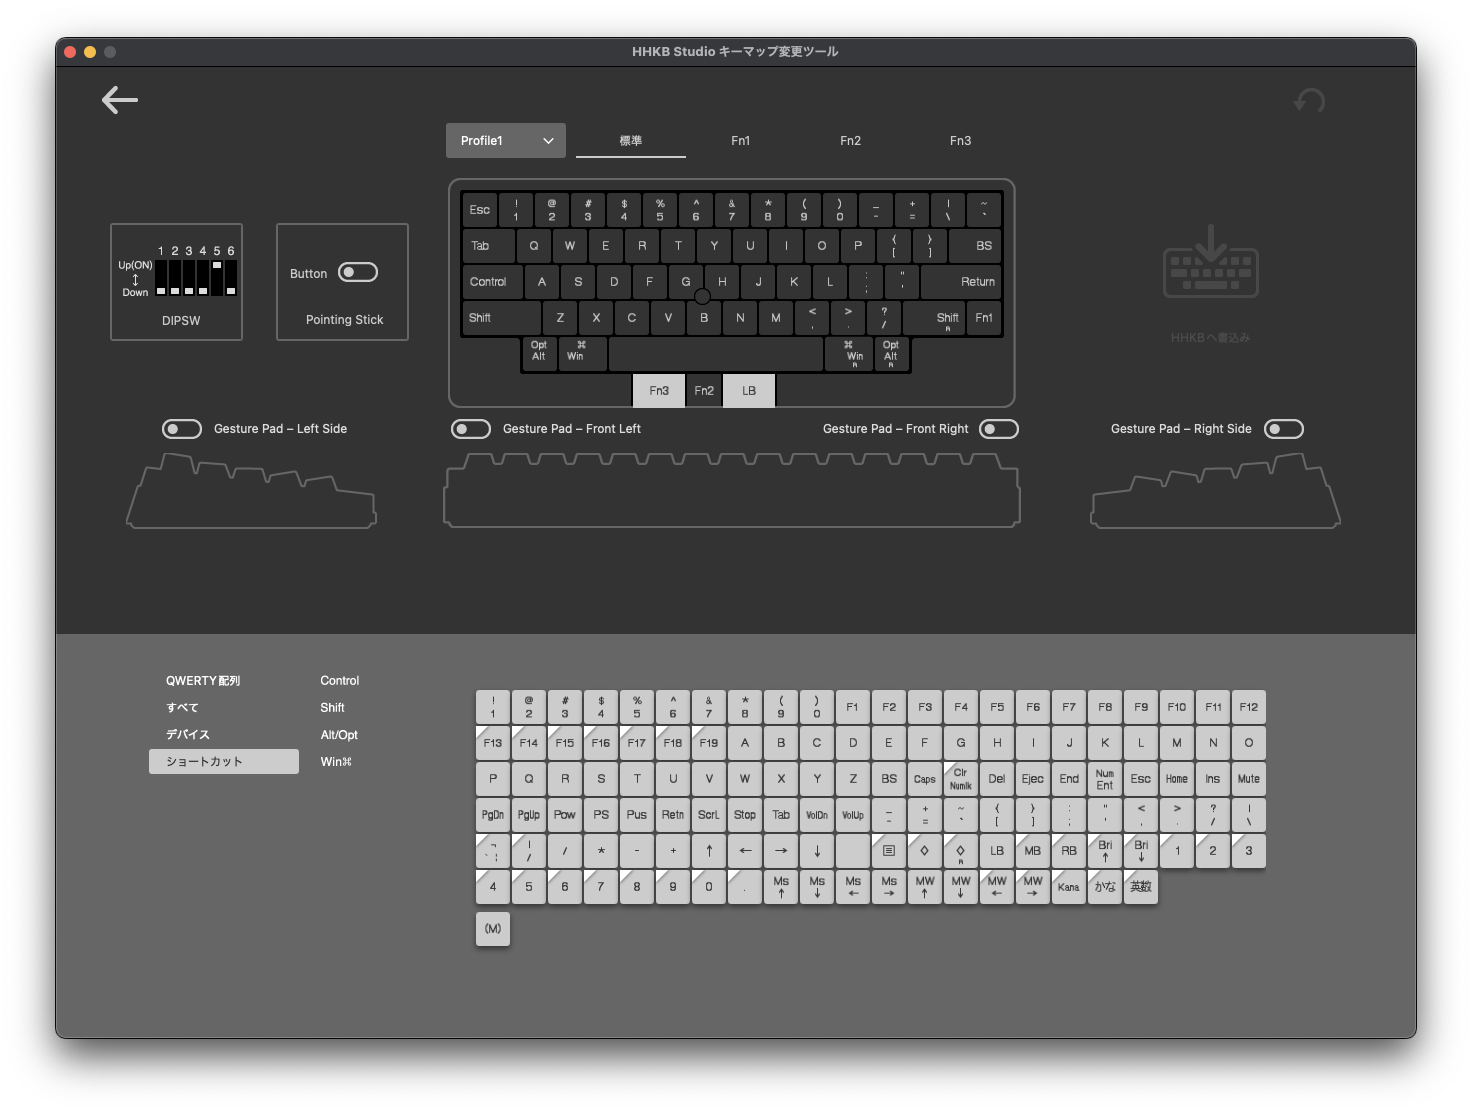 HHKB Studio キーマップ変更ツール
Profile1 標準 Fn1 Fn2 Fn3
1 2 3 4 5 6
Up(ON)
↕
Down
DIPSW
Button
Pointing Stick
Esc ! 1 @ 2 # 3 $ 4 % 5 ^ 6 & 7 * 8 ( 9 ) 0 _ - + = | \ ~ `
Tab Q W E R T Y U I O P { [ } ] BS
Control A S D F G H J K L : ; " ' Return
Shift Z X C V B N M < , > . ? / Shift R Fn1
Opt Alt ⌘ Win ⌘ Win R Opt Alt R
Fn3 Fn2 LB
HHKBへ書込み
Gesture Pad – Left Side
Gesture Pad – Front Left
Gesture Pad – Front Right
Gesture Pad – Right Side
QWERTY配列
すべて
デバイス
ショートカット
Control
Shift
Alt/Opt
Win⌘
! 1 @ 2 # 3 $ 4 % 5 ^ 6 & 7 * 8 ( 9 ) 0 F1 F2 F3 F4 F5 F6 F7 F8 F9 F10 F11 F12
F13 F14 F15 F16 F17 F18 F19 A B C D E F G H I J K L M N O
P Q R S T U V W X Y Z BS Caps Clr Numlk Del Ejec End Num Ent Esc Home Ins Mute
PgDn PgUp Pow PS Pus Retn ScrL Stop Tab VolDn VolUp _ - + = ~ ` { [ } ] : ; " ' < , > . ? / | \
¬ ` ¦ | / / * - + ↑ ← → ↓ ◇ ◇ R LB MB RB Bri ↑ Bri ↓ 1 2 3
4 5 6 7 8 9 0 . Ms ↑ Ms ↓ Ms ← Ms → MW ↑ MW ↓ MW ← MW → Kana かな 英数
(M)